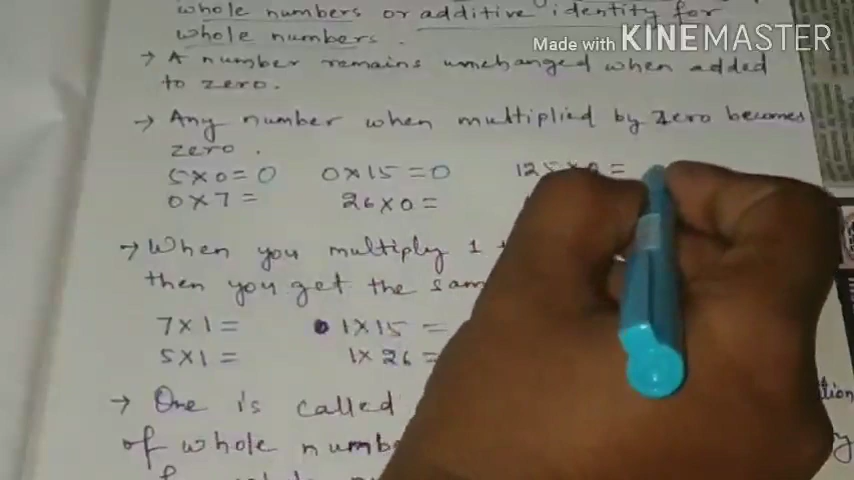 whole numbers or additive identity for
whole numbers.
Made with KINEMASTER
→ A number remains unchanged when added
to zero.
→ Any number when multiplied by zero becomes
zero.
5×0=0 0×15=0 125×0=
0×7= 26×0=
→ When you multiply 1
then you get the
7×1= 1×15=
5×1= 1×26=
→ One is called
of whole